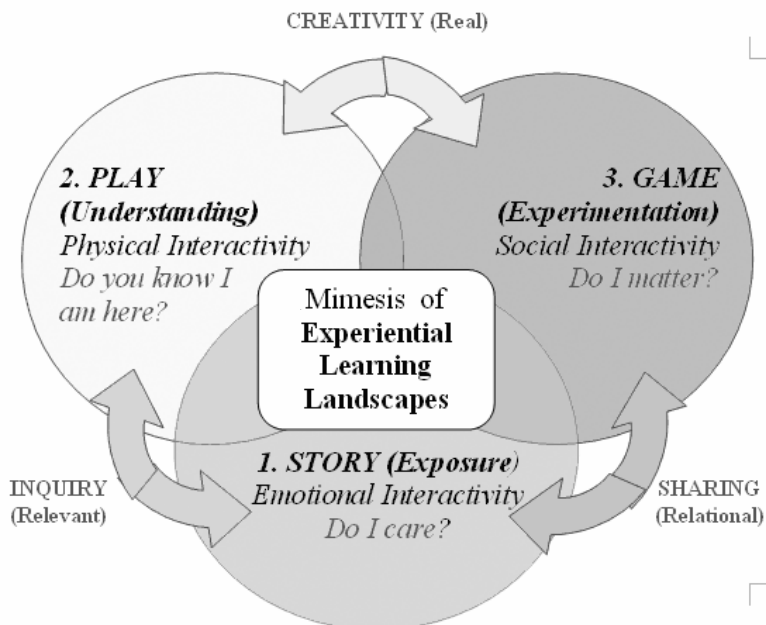 CREATIVITY (Real)
2. PLAY
(Understanding)
Physical Interactivity
Do you know I
am here?
3. GAME
(Experimentation)
Social Interactivity
Do I matter?
Mimesis of
Experiential
Learning
Landscapes
1. STORY (Exposure)
Emotional Interactivity
Do I care?
INQUIRY
(Relevant)
SHARING
(Relational)